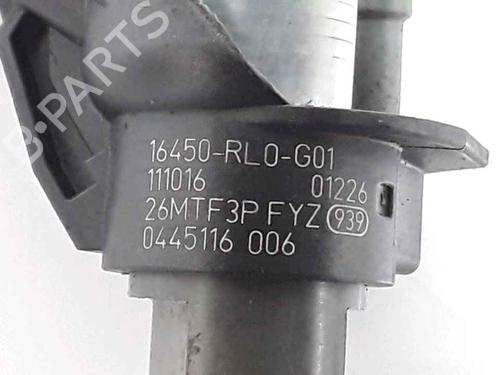 B-PARTS
16450-RL0-G01
111016 01226
26MTF3P FYZ 939
0445116 006